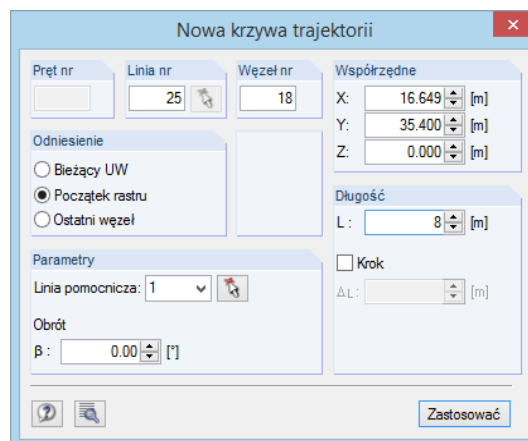 Nowa krzywa trajektorii
Pręt nr
Linia nr
25
Węzeł nr
18
Współrzędne
X: 16.649 [m]
Y: 35.400 [m]
Z: 0.000 [m]
Odniesienie
Bieżący UW
Początek rastru
Ostatni węzeł
Długość
L : 8 [m]
Krok
ΔL: [m]
Parametry
Linia pomocnicza: 1
Obrót
β : 0.00 [°]
Zastosować